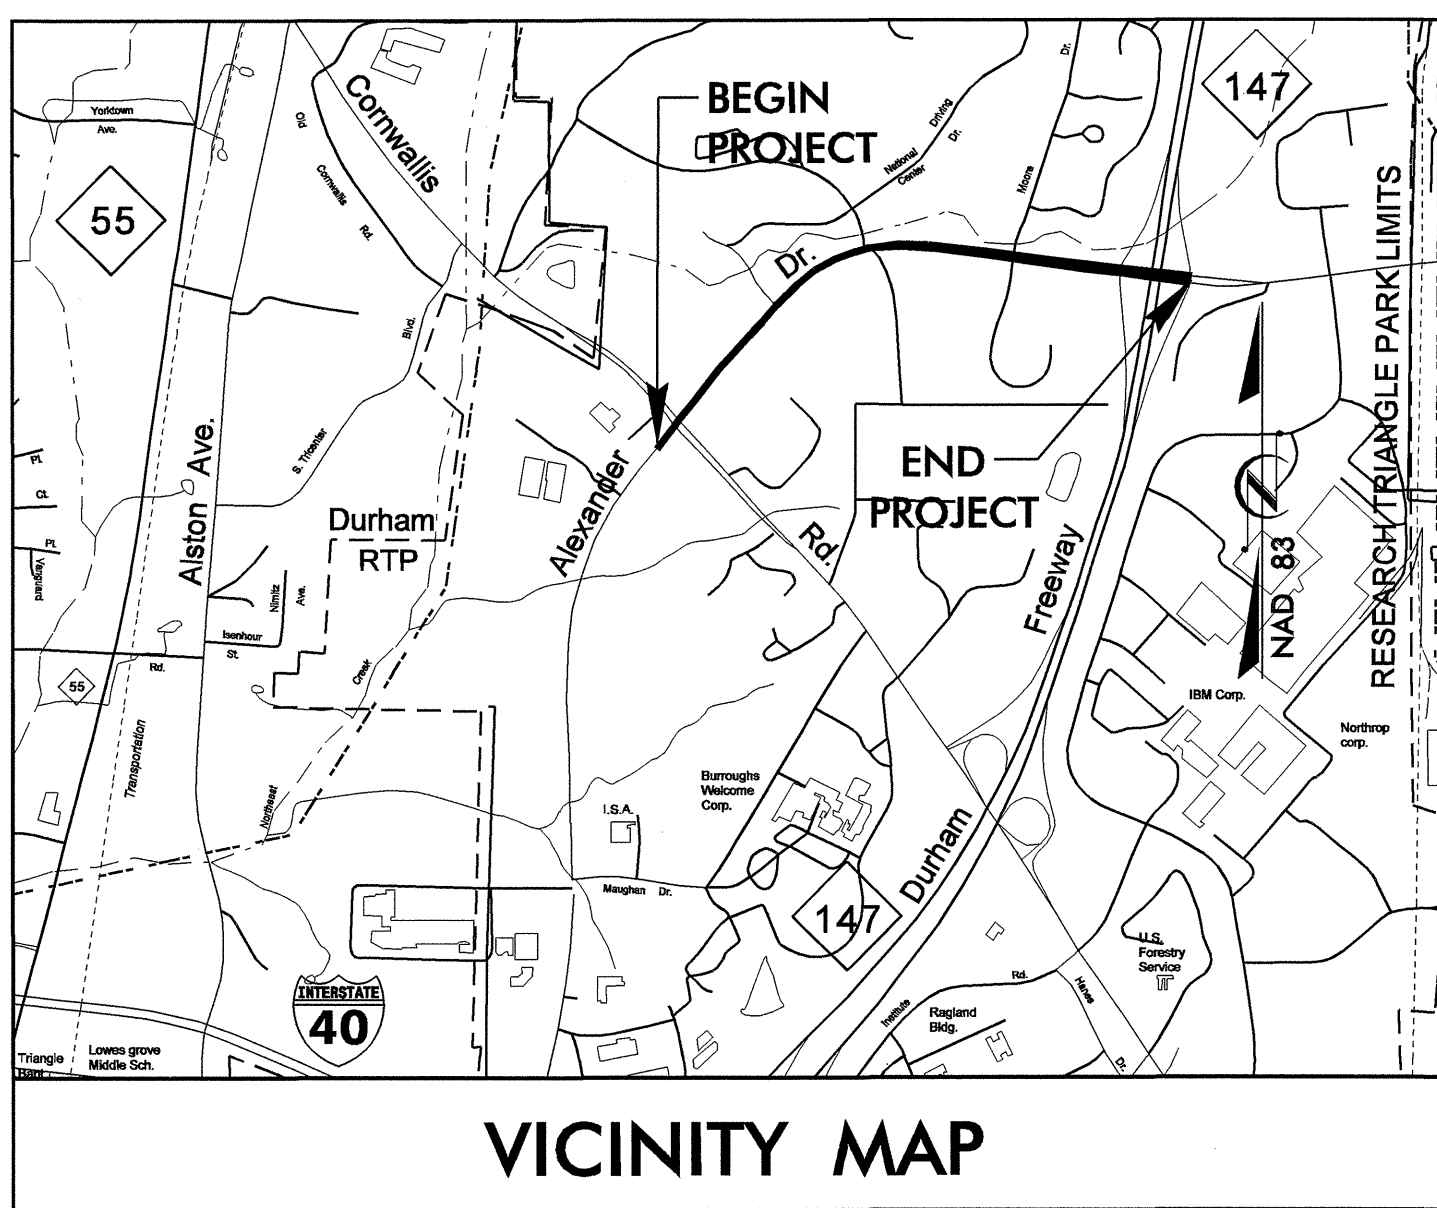 Yorktown
Ave.
55
Old
Cornwallis
Rd.
Cornwallis
BEGIN
PROJECT
National
Center
Driving
Dr.
Moore
Dr.
147
RESEARCH TRIANGLE PARK LIMITS
Dr.
Blvd.
S. Tricenter
Alston Ave.
Pl.
Ct.
Pl.
Vanguard
Durham
RTP
Alexander
Rd.
END
PROJECT
Freeway
NAD 83
Nimitz
Ave.
Isenhour
St.
Rd.
55
Creek
Transportation
Northeast
IBM Corp.
Northrop
corp.
Burroughs
Welcome
Corp.
I.S.A.
Maughan Dr.
Durham
147
U.S.
Forestry
Service
Rd.
Hanes
Dr.
Institute
Ragland
Bldg.
INTERSTATE
40
Triangle
Lowes grove
Middle Sch.
VICINITY MAP